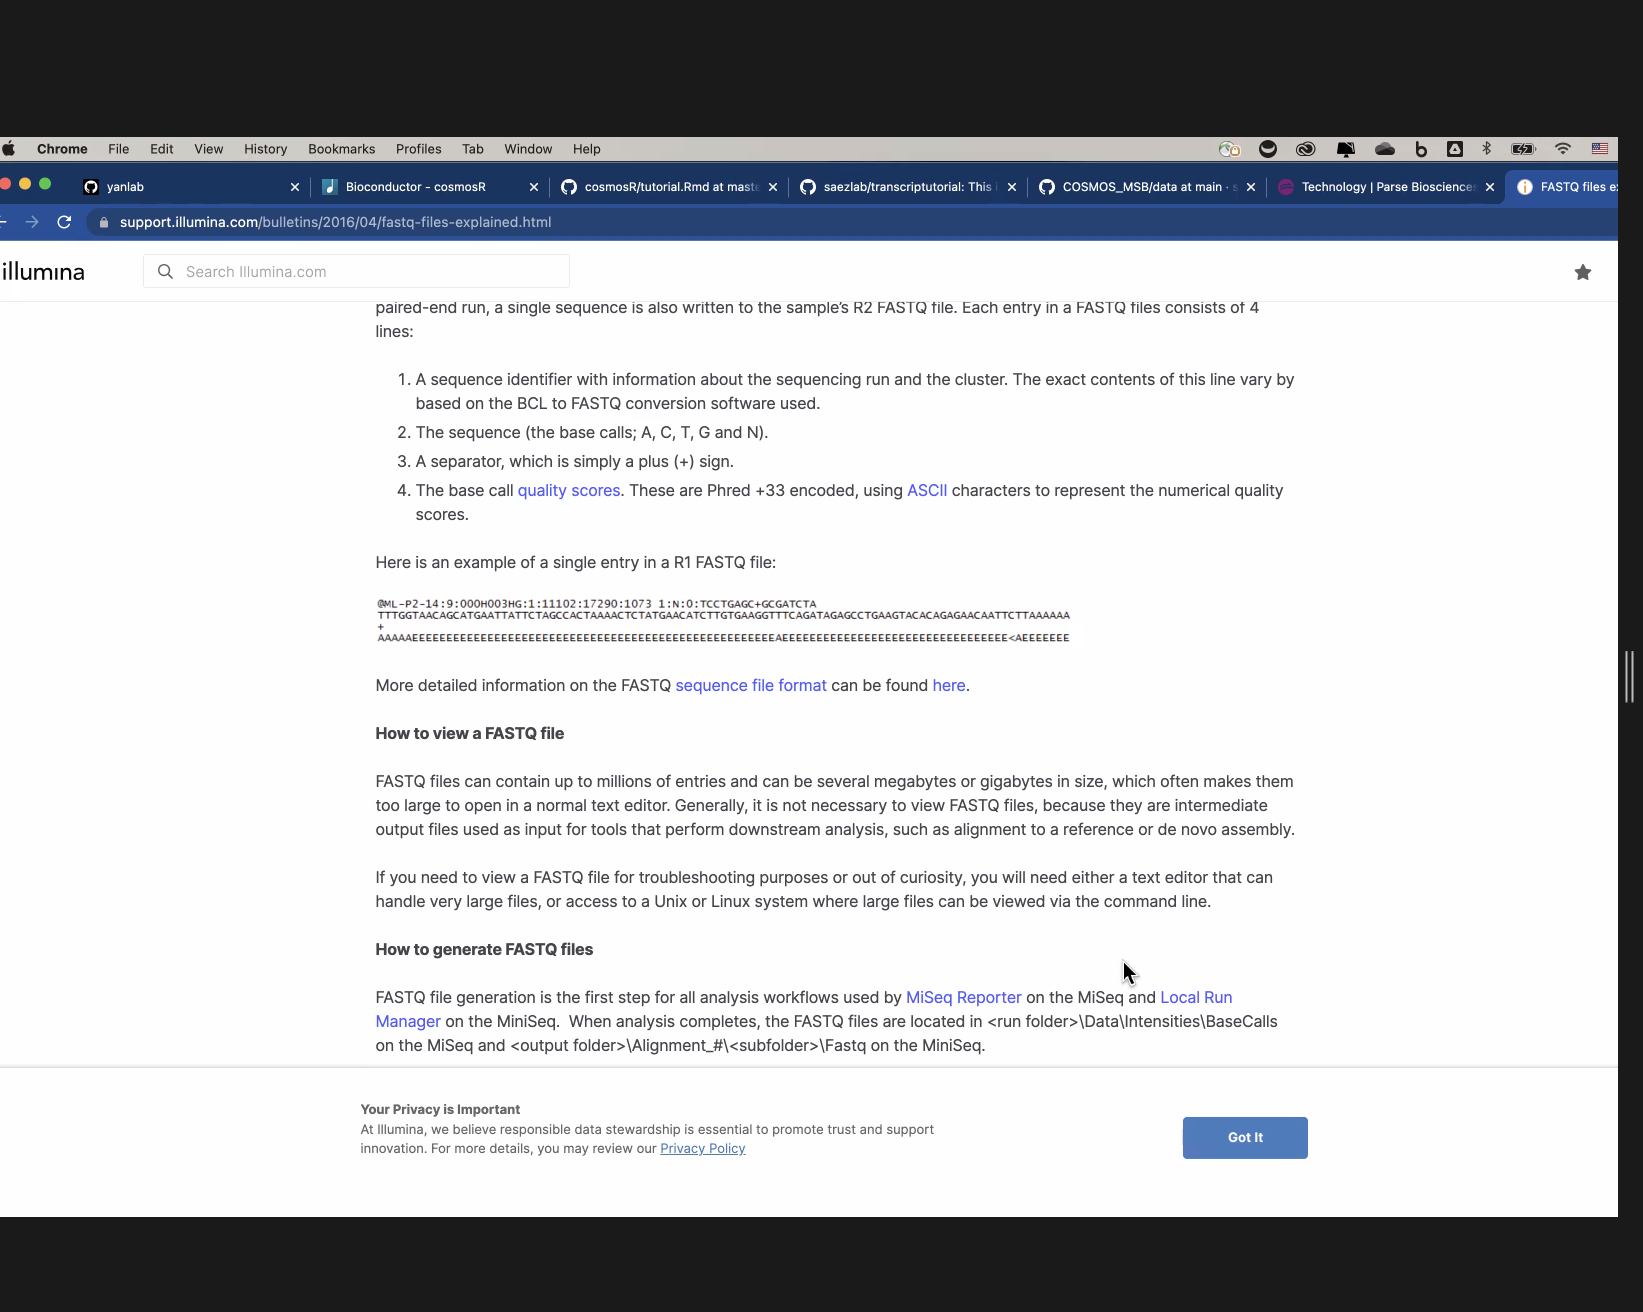 Chrome File Edit View History Bookmarks Profiles Tab Window Help
yanlab Bioconductor - cosmosR cosmosR/tutorial.Rmd at maste saezlab/transcriptutorial: This i COSMOS_MSB/data at main · s Technology | Parse Biosciences FASTQ files ex
support.illumina.com/bulletins/2016/04/fastq-files-explained.html
illumina Search Illumina.com
paired-end run, a single sequence is also written to the sample's R2 FASTQ file. Each entry in a FASTQ files consists of 4
lines:
1. A sequence identifier with information about the sequencing run and the cluster. The exact contents of this line vary by
based on the BCL to FASTQ conversion software used.
2. The sequence (the base calls; A, C, T, G and N).
3. A separator, which is simply a plus (+) sign.
4. The base call quality scores. These are Phred +33 encoded, using ASCII characters to represent the numerical quality
scores.
Here is an example of a single entry in a R1 FASTQ file:
@ML-P2-14:9:000H003HG:1:11102:17290:1073 1:N:0:TCCTGAGC+GCGATCTA
TTTGGTAACAGCATGAATTATTCTAGCCACTAAAACTCTATGAACATCTTGTGAAGGTTTCAGATAGAGCCTGAAGTACACAGAGAACAATTCTTAAAAAA
+
AAAAAEEEEEEEEEEEEEEEEEEEEEEEEEEEEEEEEEEEEEEEEEEEEEEEEEEEEEAEEEEEEEEEEEEEEEEEEEEEEEEEEEEEEEEE<AEEEEEEE
More detailed information on the FASTQ sequence file format can be found here.
How to view a FASTQ file
FASTQ files can contain up to millions of entries and can be several megabytes or gigabytes in size, which often makes them
too large to open in a normal text editor. Generally, it is not necessary to view FASTQ files, because they are intermediate
output files used as input for tools that perform downstream analysis, such as alignment to a reference or de novo assembly.
If you need to view a FASTQ file for troubleshooting purposes or out of curiosity, you will need either a text editor that can
handle very large files, or access to a Unix or Linux system where large files can be viewed via the command line.
How to generate FASTQ files
FASTQ file generation is the first step for all analysis workflows used by MiSeq Reporter on the MiSeq and Local Run
Manager on the MiniSeq.  When analysis completes, the FASTQ files are located in <run folder>\Data\Intensities\BaseCalls
on the MiSeq and <output folder>\Alignment_#\<subfolder>\Fastq on the MiniSeq.
Your Privacy is Important
At Illumina, we believe responsible data stewardship is essential to promote trust and support
innovation. For more details, you may review our Privacy Policy
Got It